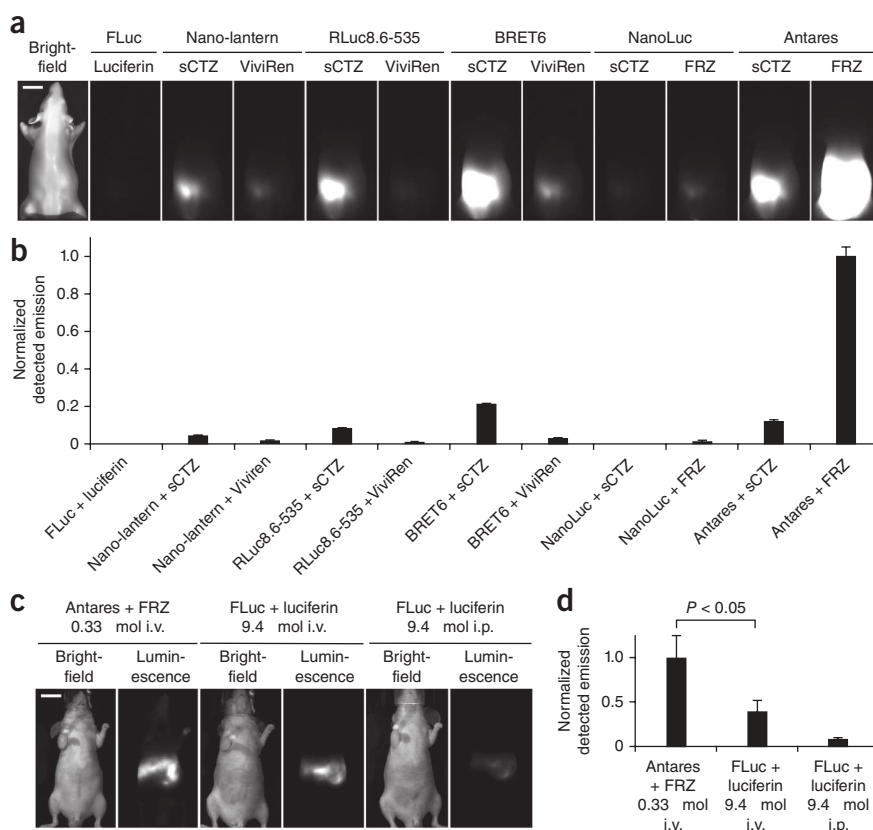 a
Bright-
field
FLuc
Luciferin
Nano-lantern
sCTZ
ViviRen
RLuc8.6-535
sCTZ
ViviRen
BRET6
sCTZ
ViviRen
NanoLuc
sCTZ
FRZ
Antares
sCTZ
FRZ
b
Normalized
detected emission
1.0
0.8
0.6
0.4
0.2
0
FLuc + luciferin
Nano-lantern + sCTZ
Nano-lantern + Viviren
RLuc8.6-535 + sCTZ
RLuc8.6-535 +ViviRen
BRET6 + sCTZ
BRET6 + ViviRen
NanoLuc + sCTZ
NanoLuc + FRZ
Antares + sCTZ
Antares + FRZ
c
Antares + FRZ
0.33 mol i.v.
Bright-
field
Lumin-
escence
FLuc + luciferin
9.4 mol i.v.
Bright-
field
Lumin-
escence
FLuc + luciferin
9.4 mol i.p.
Bright-
field
Lumin-
escence
d
P < 0.05
Normalized
detected emission
1.0
0.5
0
Antares
+ FRZ
0.33 mol
i.v.
FLuc +
luciferin
9.4 mol
i.v.
FLuc +
luciferin
9.4 mol
i.p.